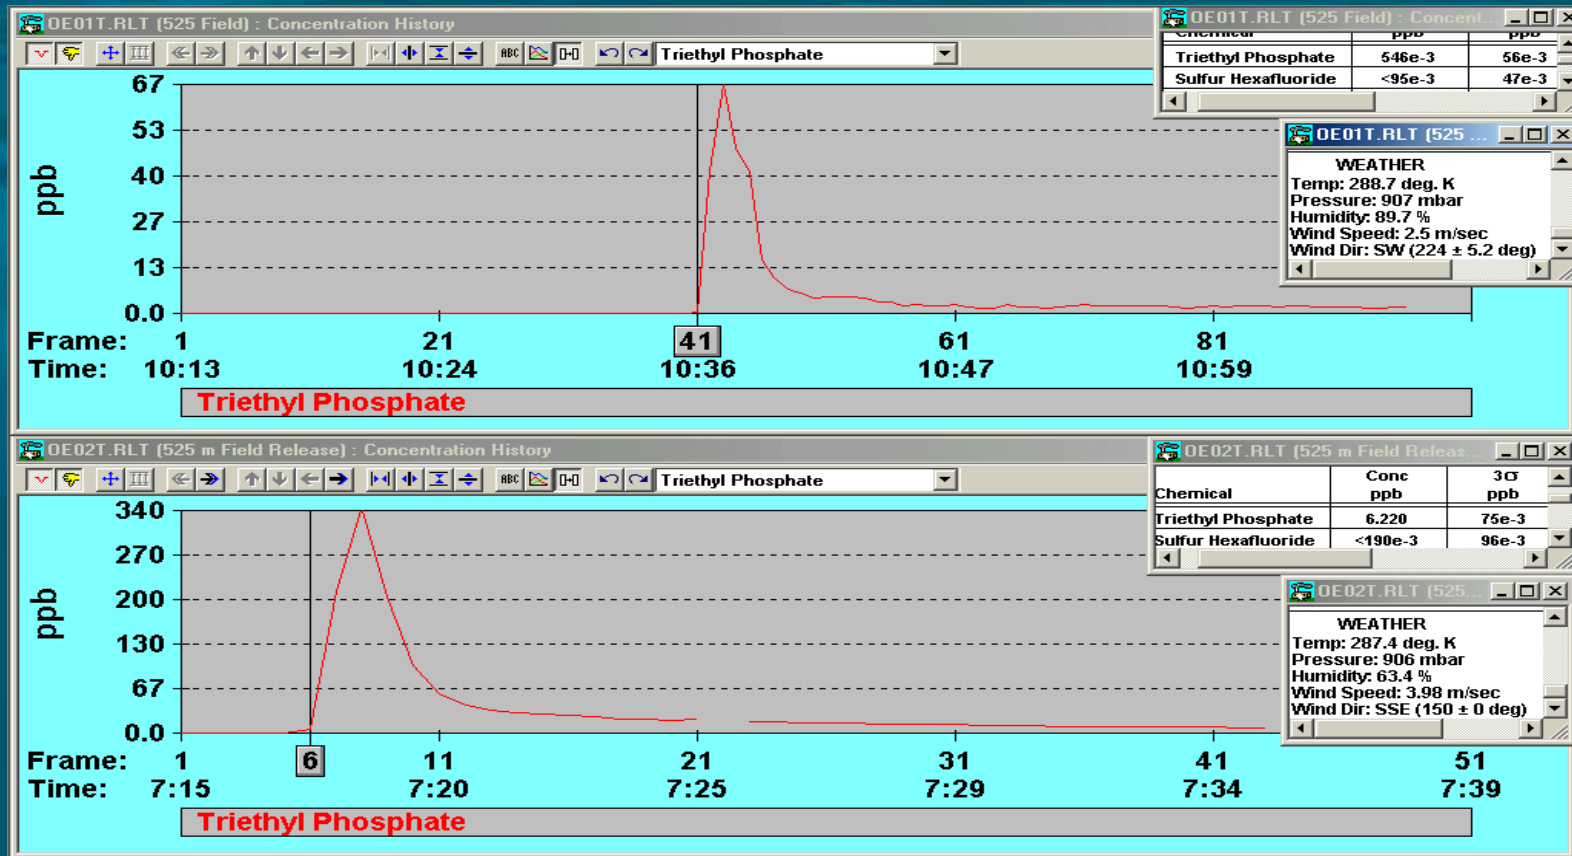 OE01T.RLT (525 Field) : Concentration History
ABC Triethyl Phosphate
67
53
40
27
13
0.0
ppb
Frame: 1 21 41 61 81
Time: 10:13 10:24 10:36 10:47 10:59
Triethyl Phosphate
OE01T.RLT (525 Field) : Concent...
Chemical ppb ppb
Triethyl Phosphate 546e-3 56e-3
Sulfur Hexafluoride <95e-3 47e-3
OE01T.RLT (525 ...
WEATHER
Temp: 288.7 deg. K
Pressure: 907 mbar
Humidity: 89.7 %
Wind Speed: 2.5 m/sec
Wind Dir: SW (224 ± 5.2 deg)
OE02T.RLT (525 m Field Release) : Concentration History
ABC Triethyl Phosphate
340
270
200
130
67
0.0
ppb
Frame: 1 6 11 21 31 41 51
Time: 7:15 7:20 7:25 7:29 7:34 7:39
Triethyl Phosphate
OE02T.RLT (525 m Field Releas...
Conc 3σ
Chemical ppb ppb
Triethyl Phosphate 6.220 75e-3
Sulfur Hexafluoride <190e-3 96e-3
OE02T.RLT (525...
WEATHER
Temp: 287.4 deg. K
Pressure: 906 mbar
Humidity: 63.4 %
Wind Speed: 3.98 m/sec
Wind Dir: SSE (150 ± 0 deg)